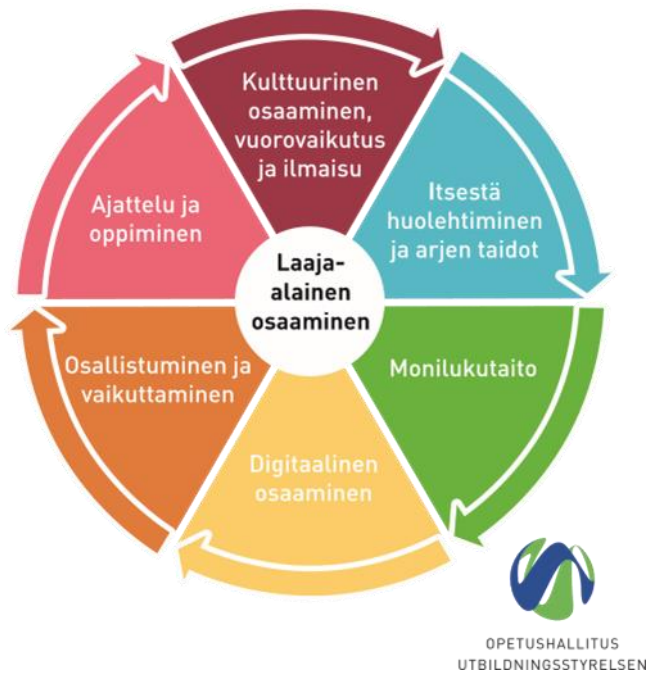 Kulttuurinen
osaaminen,
vuorovaikutus
ja ilmaisu
Itsestä
huolehtiminen
ja arjen taidot
Monilukutaito
Digitaalinen
osaaminen
Osallistuminen ja
vaikuttaminen
Ajattelu ja
oppiminen
Laaja-
alainen
osaaminen
OPETUSHALLITUS
UTBILDNINGSSTYRELSEN